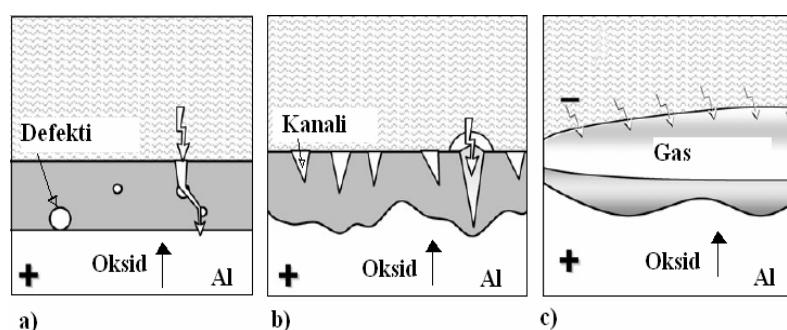 Defekti
Oksid
Al
+
a)
Kanali
Oksid
Al
+
b)
−
Gas
Oksid
Al
+
c)